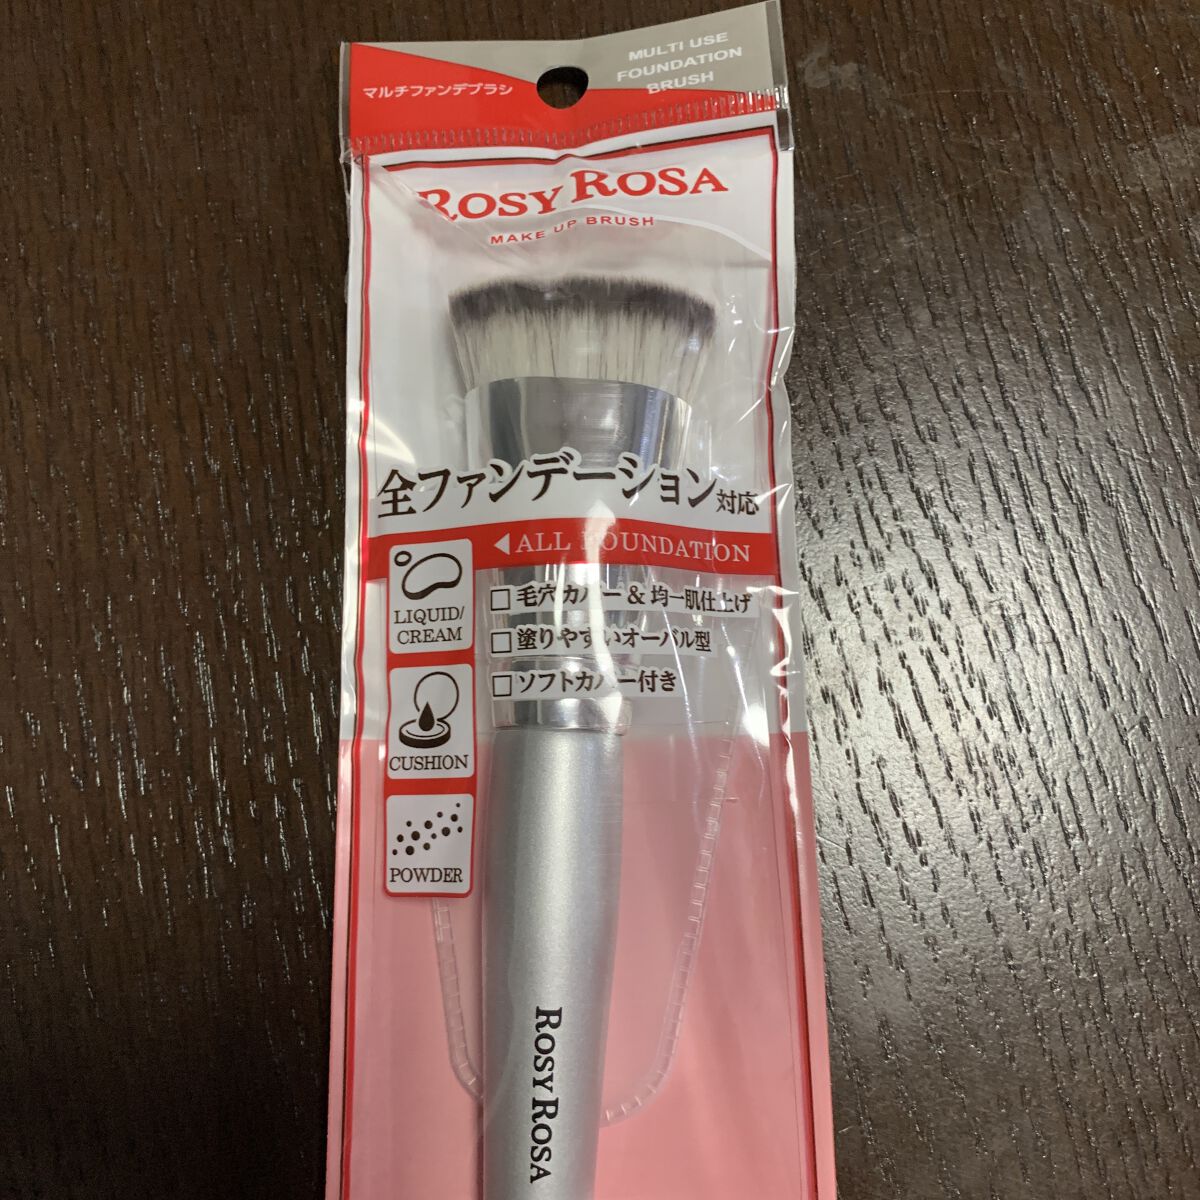 マルチファンデブラシ
MULTI USE
FOUNDATION
BRUSH
ROSY ROSA
MAKE UP BRUSH
全ファンデーション対応
ALL FOUNDATION
LIQUID/
CREAM
CUSHION
POWDER
□毛穴カバー&均一肌仕上げ
□塗りやすいオーバル型
□ソフトカバー付き
ROSY ROSA